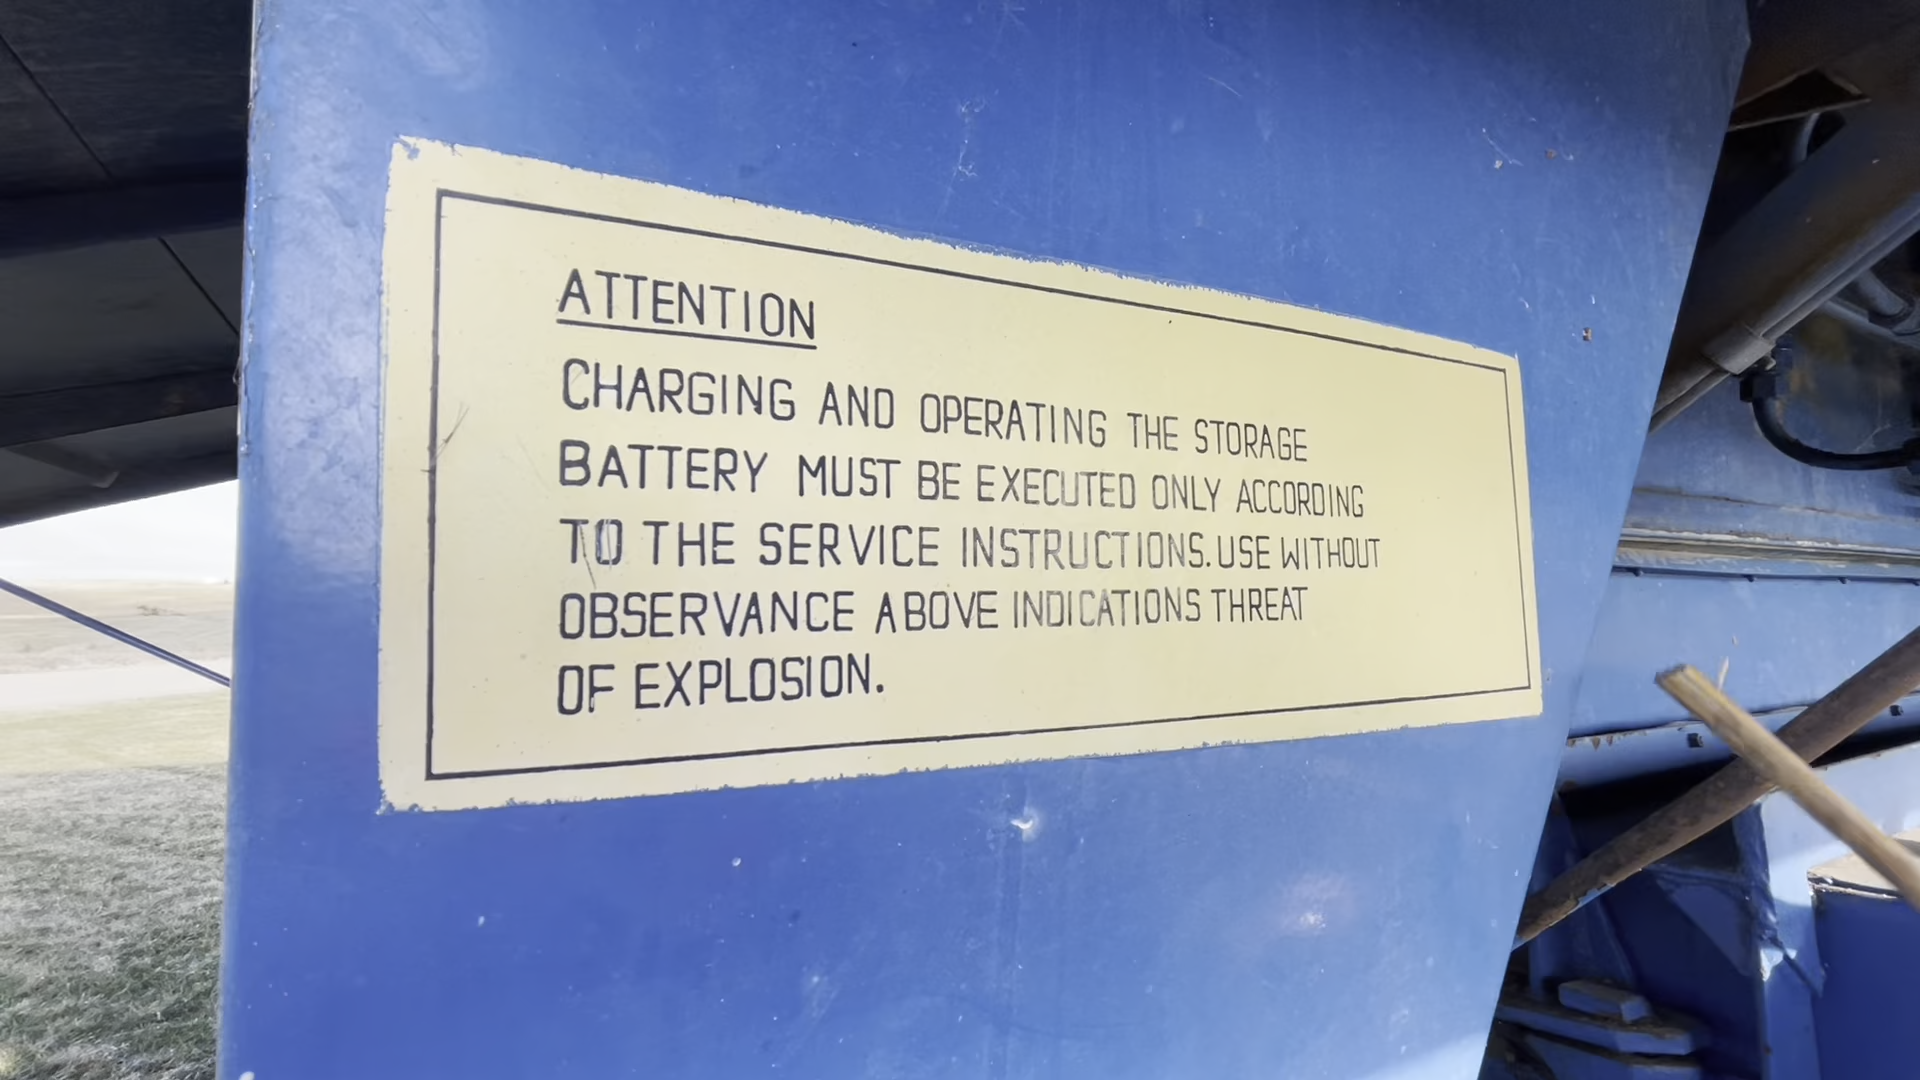 ATTENTION
CHARGING AND OPERATING THE STORAGE
BATTERY MUST BE EXECUTED ONLY ACCORDING
TO THE SERVICE INSTRUCTIONS. USE WITHOUT
OBSERVANCE ABOVE INDICATIONS THREAT
OF EXPLOSION.